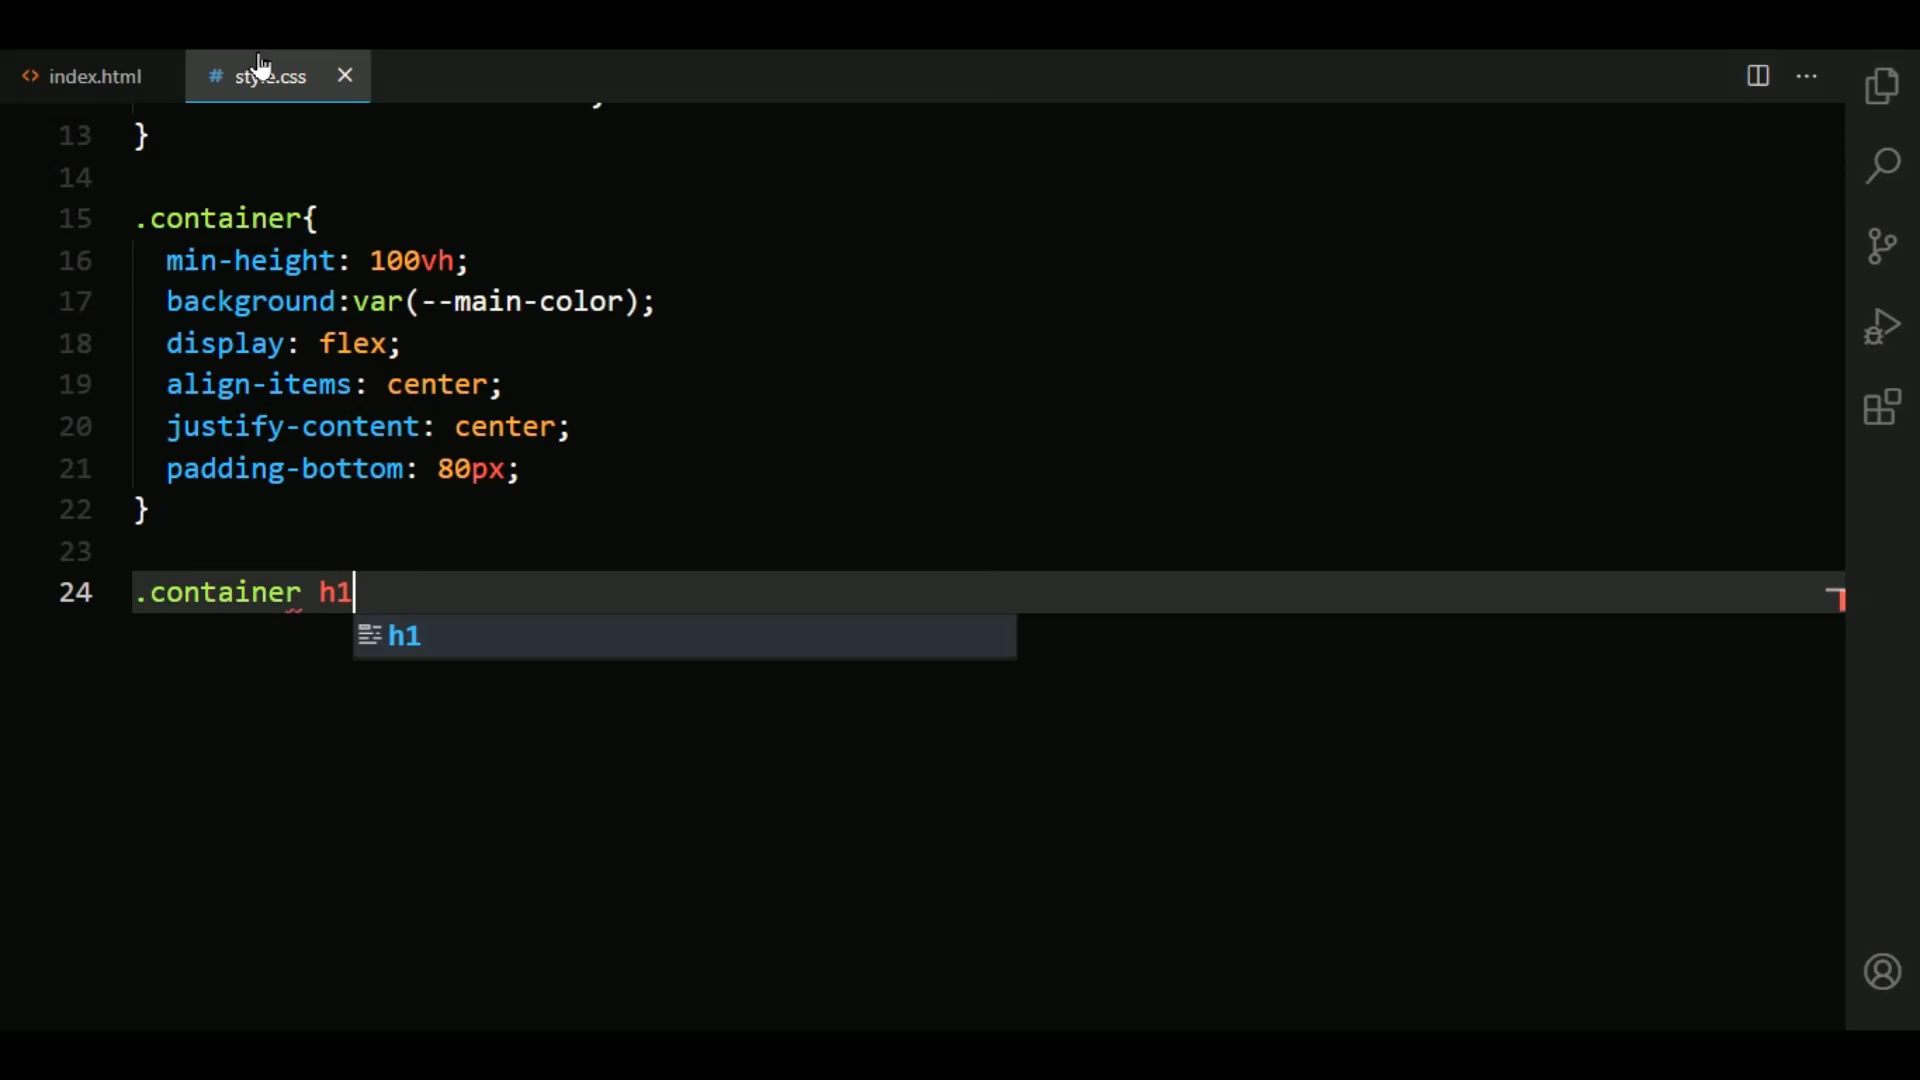 index.html
# style.css
13 }
14
15 .container{
16 min-height: 100vh;
17 background:var(--main-color);
18 display: flex;
19 align-items: center;
20 justify-content: center;
21 padding-bottom: 80px;
22 }
23
24 .container h1
h1